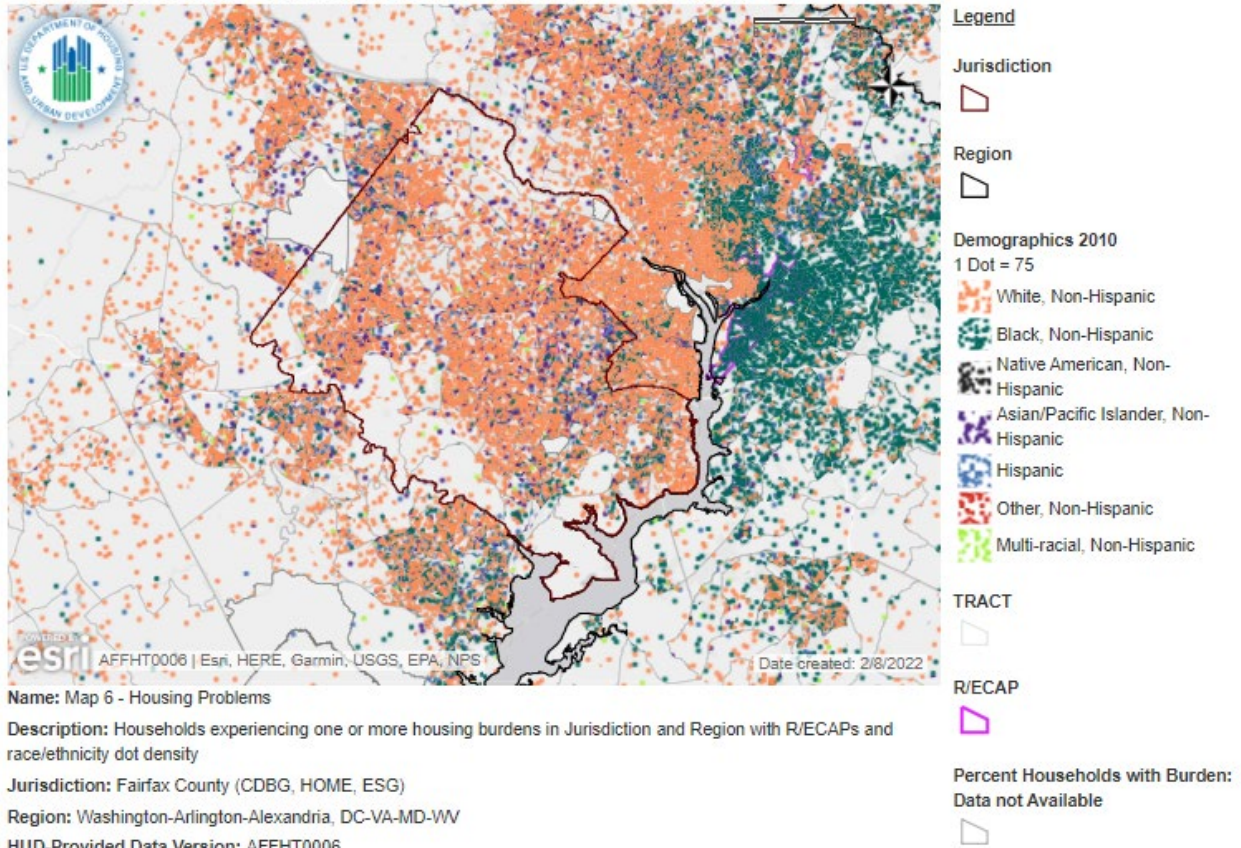 U.S. DEPARTMENT OF HOUSING
AND URBAN DEVELOPMENT
POWERED BY
esri
AFFHT0006 | Esri, HERE, Garmin, USGS, EPA, NPS
Date created: 2/8/2022
Name: Map 6 - Housing Problems
Description: Households experiencing one or more housing burdens in Jurisdiction and Region with R/ECAPs and
race/ethnicity dot density
Jurisdiction: Fairfax County (CDBG, HOME, ESG)
Region: Washington-Arlington-Alexandria, DC-VA-MD-WV
HUD-Provided Data Version: AFFHT0006
Legend
Jurisdiction
Region
Demographics 2010
1 Dot = 75
White, Non-Hispanic
Black, Non-Hispanic
Native American, Non-
Hispanic
Asian/Pacific Islander, Non-
Hispanic
Hispanic
Other, Non-Hispanic
Multi-racial, Non-Hispanic
TRACT
R/ECAP
Percent Households with Burden:
Data not Available